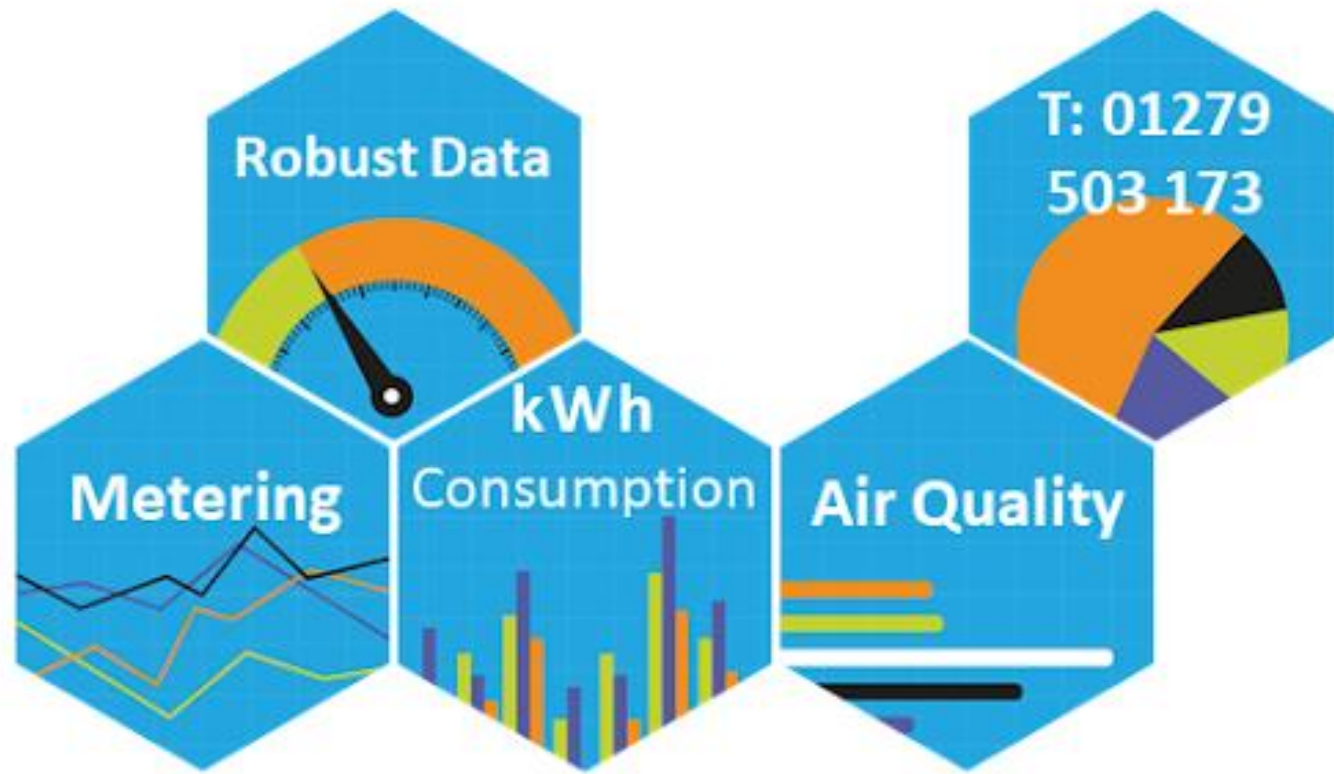 Robust Data
T: 01279
503 173
Metering
kWh
Consumption
Air Quality